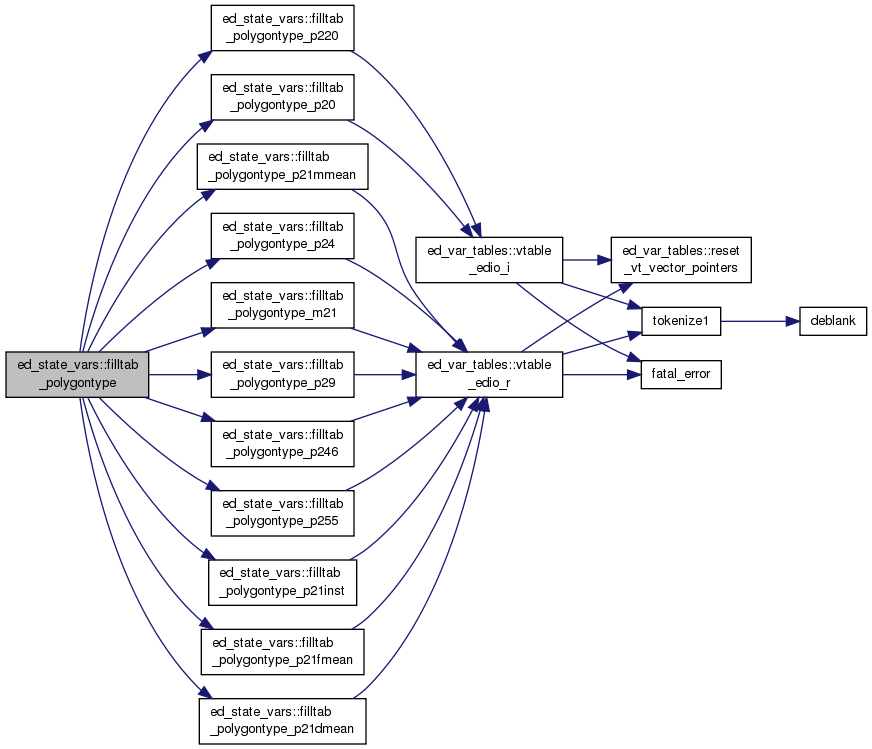 ed_state_vars::filltab
_polygontype
ed_state_vars::filltab
_polygontype_p220
ed_state_vars::filltab
_polygontype_p20
ed_state_vars::filltab
_polygontype_p21mmean
ed_state_vars::filltab
_polygontype_p24
ed_state_vars::filltab
_polygontype_m21
ed_state_vars::filltab
_polygontype_p29
ed_state_vars::filltab
_polygontype_p246
ed_state_vars::filltab
_polygontype_p255
ed_state_vars::filltab
_polygontype_p21inst
ed_state_vars::filltab
_polygontype_p21fmean
ed_state_vars::filltab
_polygontype_p21dmean
ed_var_tables::vtable
_edio_i
ed_var_tables::vtable
_edio_r
ed_var_tables::reset
_vt_vector_pointers
tokenize1
fatal_error
deblank